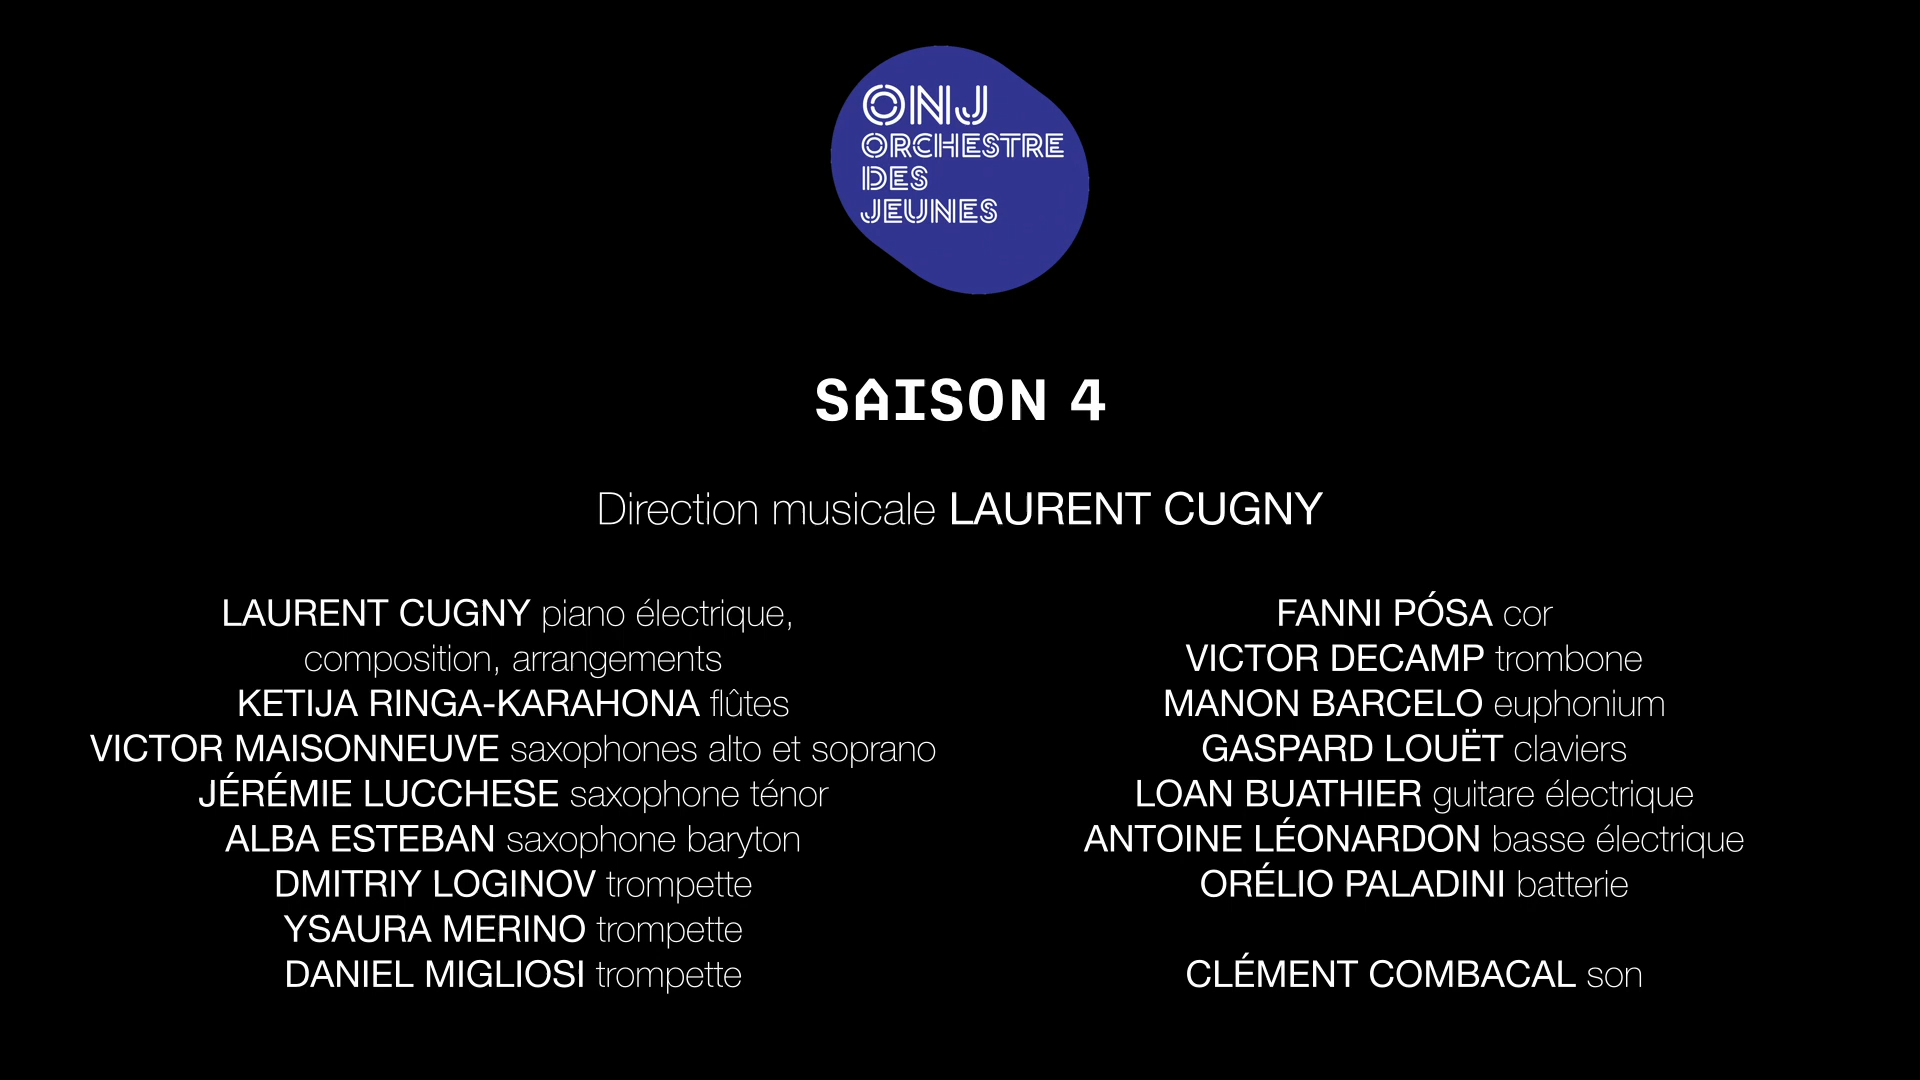 ONJ
ORCHESTRE
DES
JEUNES
SAISON 4
Direction musicale LAURENT CUGNY
LAURENT CUGNY piano électrique,
composition, arrangements
KETIJA RINGA-KARAHONA flûtes
VICTOR MAISONNEUVE saxophones alto et soprano
JÉRÉMIE LUCCHESE saxophone ténor
ALBA ESTEBAN saxophone baryton
DMITRIY LOGINOV trompette
YSAURA MERINO trompette
DANIEL MIGLIOSI trompette
FANNI PÓSA cor
VICTOR DECAMP trombone
MANON BARCELO euphonium
GASPARD LOUËT claviers
LOAN BUATHIER guitare électrique
ANTOINE LÉONARDON basse électrique
ORÉLIO PALADINI batterie
CLÉMENT COMBACAL son